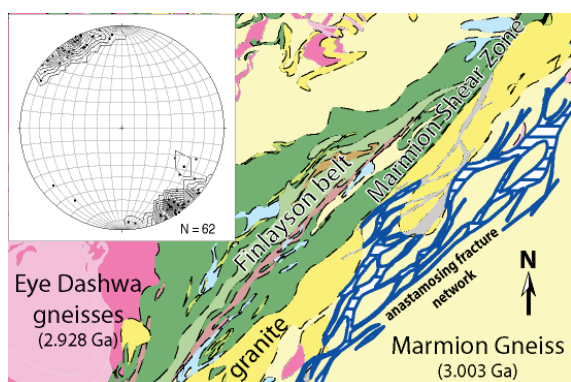 N = 62
Finlayson belt
Marmion Shear Zone
Eye Dashwa
gneisses
(2.928 Ga)
granite
anastamosing fracture
network
N
Marmion Gneiss
(3.003 Ga)